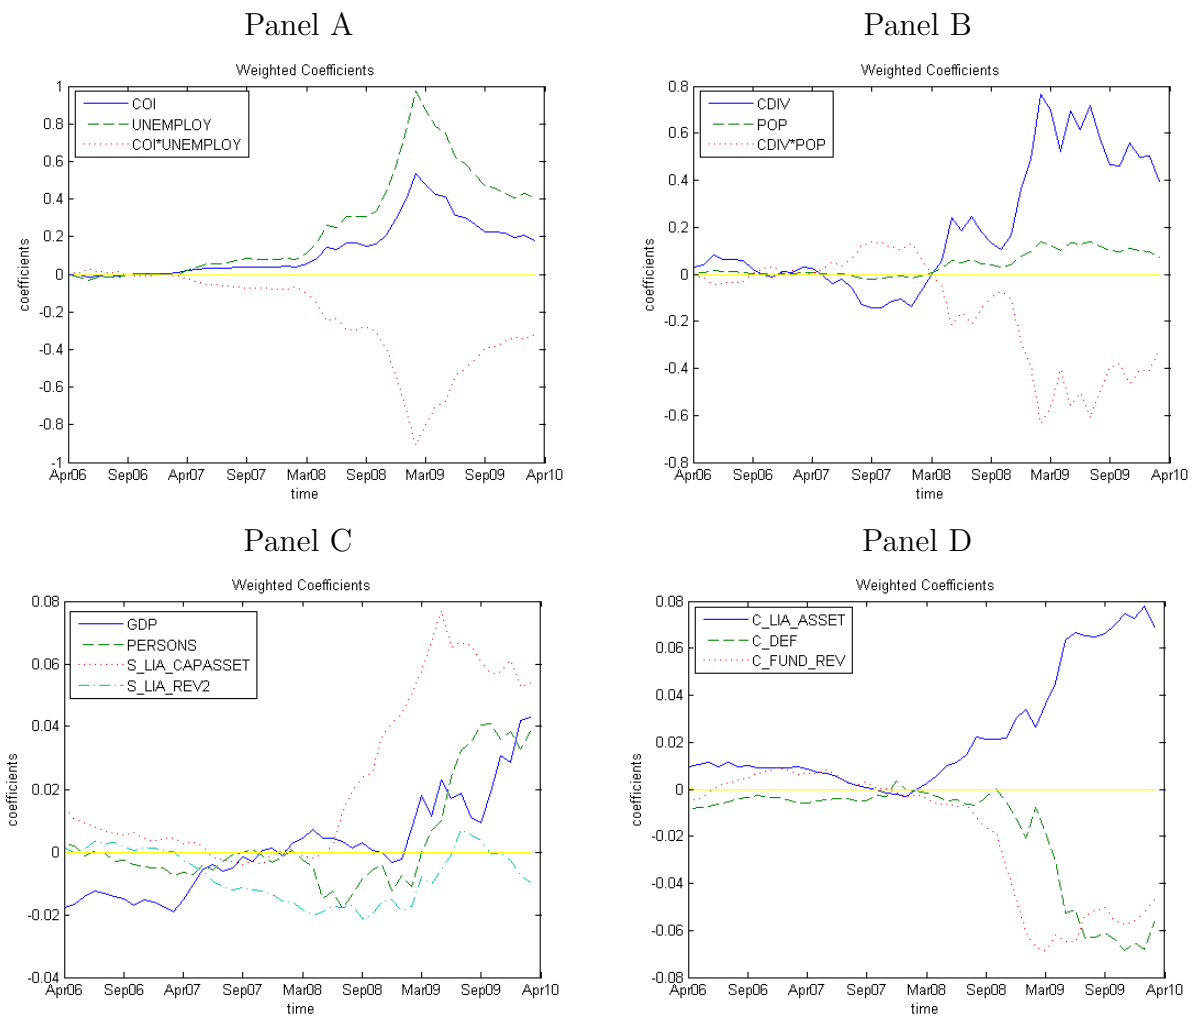 Panel A
Weighted Coefficients
COI
UNEMPLOY
COI*UNEMPLOY
coefficients
1
0.8
0.6
0.4
0.2
0
-0.2
-0.4
-0.6
-0.8
-1
Apr06 Sep06 Apr07 Sep07 Mar08 Sep08 Mar09 Sep09 Apr10
time
Panel B
Weighted Coefficients
CDIV
POP
CDIV*POP
coefficients
0.8
0.6
0.4
0.2
0
-0.2
-0.4
-0.6
-0.8
Apr06 Sep06 Apr07 Sep07 Mar08 Sep08 Mar09 Sep09 Apr10
time
Panel C
Weighted Coefficients
GDP
PERSONS
S_LIA_CAPASSET
S_LIA_REV2
coefficients
0.08
0.06
0.04
0.02
0
-0.02
-0.04
Apr06 Sep06 Apr07 Sep07 Mar08 Sep08 Mar09 Sep09 Apr10
time
Panel D
Weighted Coefficients
C_LIA_ASSET
C_DEF
C_FUND_REV
coefficients
0.08
0.06
0.04
0.02
0
-0.02
-0.04
-0.06
-0.08
Apr06 Sep06 Apr07 Sep07 Mar08 Sep08 Mar09 Sep09 Apr10
time